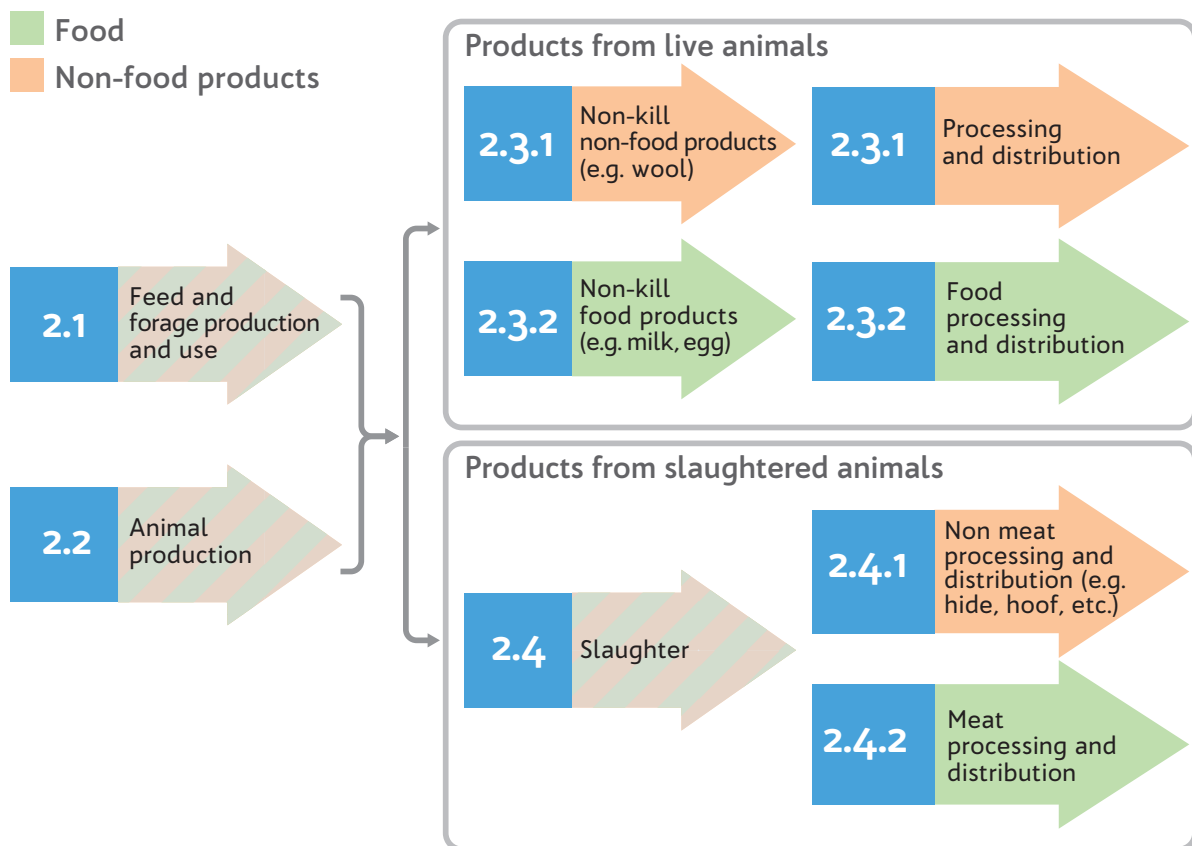 Food
Non-food products
2.1
Feed and
forage production
and use
2.2
Animal
production
Products from live animals
2.3.1
Non-kill
non-food products
(e.g. wool)
2.3.1
Processing
and distribution
2.3.2
Non-kill
food products
(e.g. milk, egg)
2.3.2
Food
processing
and distribution
Products from slaughtered animals
2.4
Slaughter
2.4.1
Non meat
processing and
distribution (e.g.
hide, hoof, etc.)
2.4.2
Meat
processing and
distribution